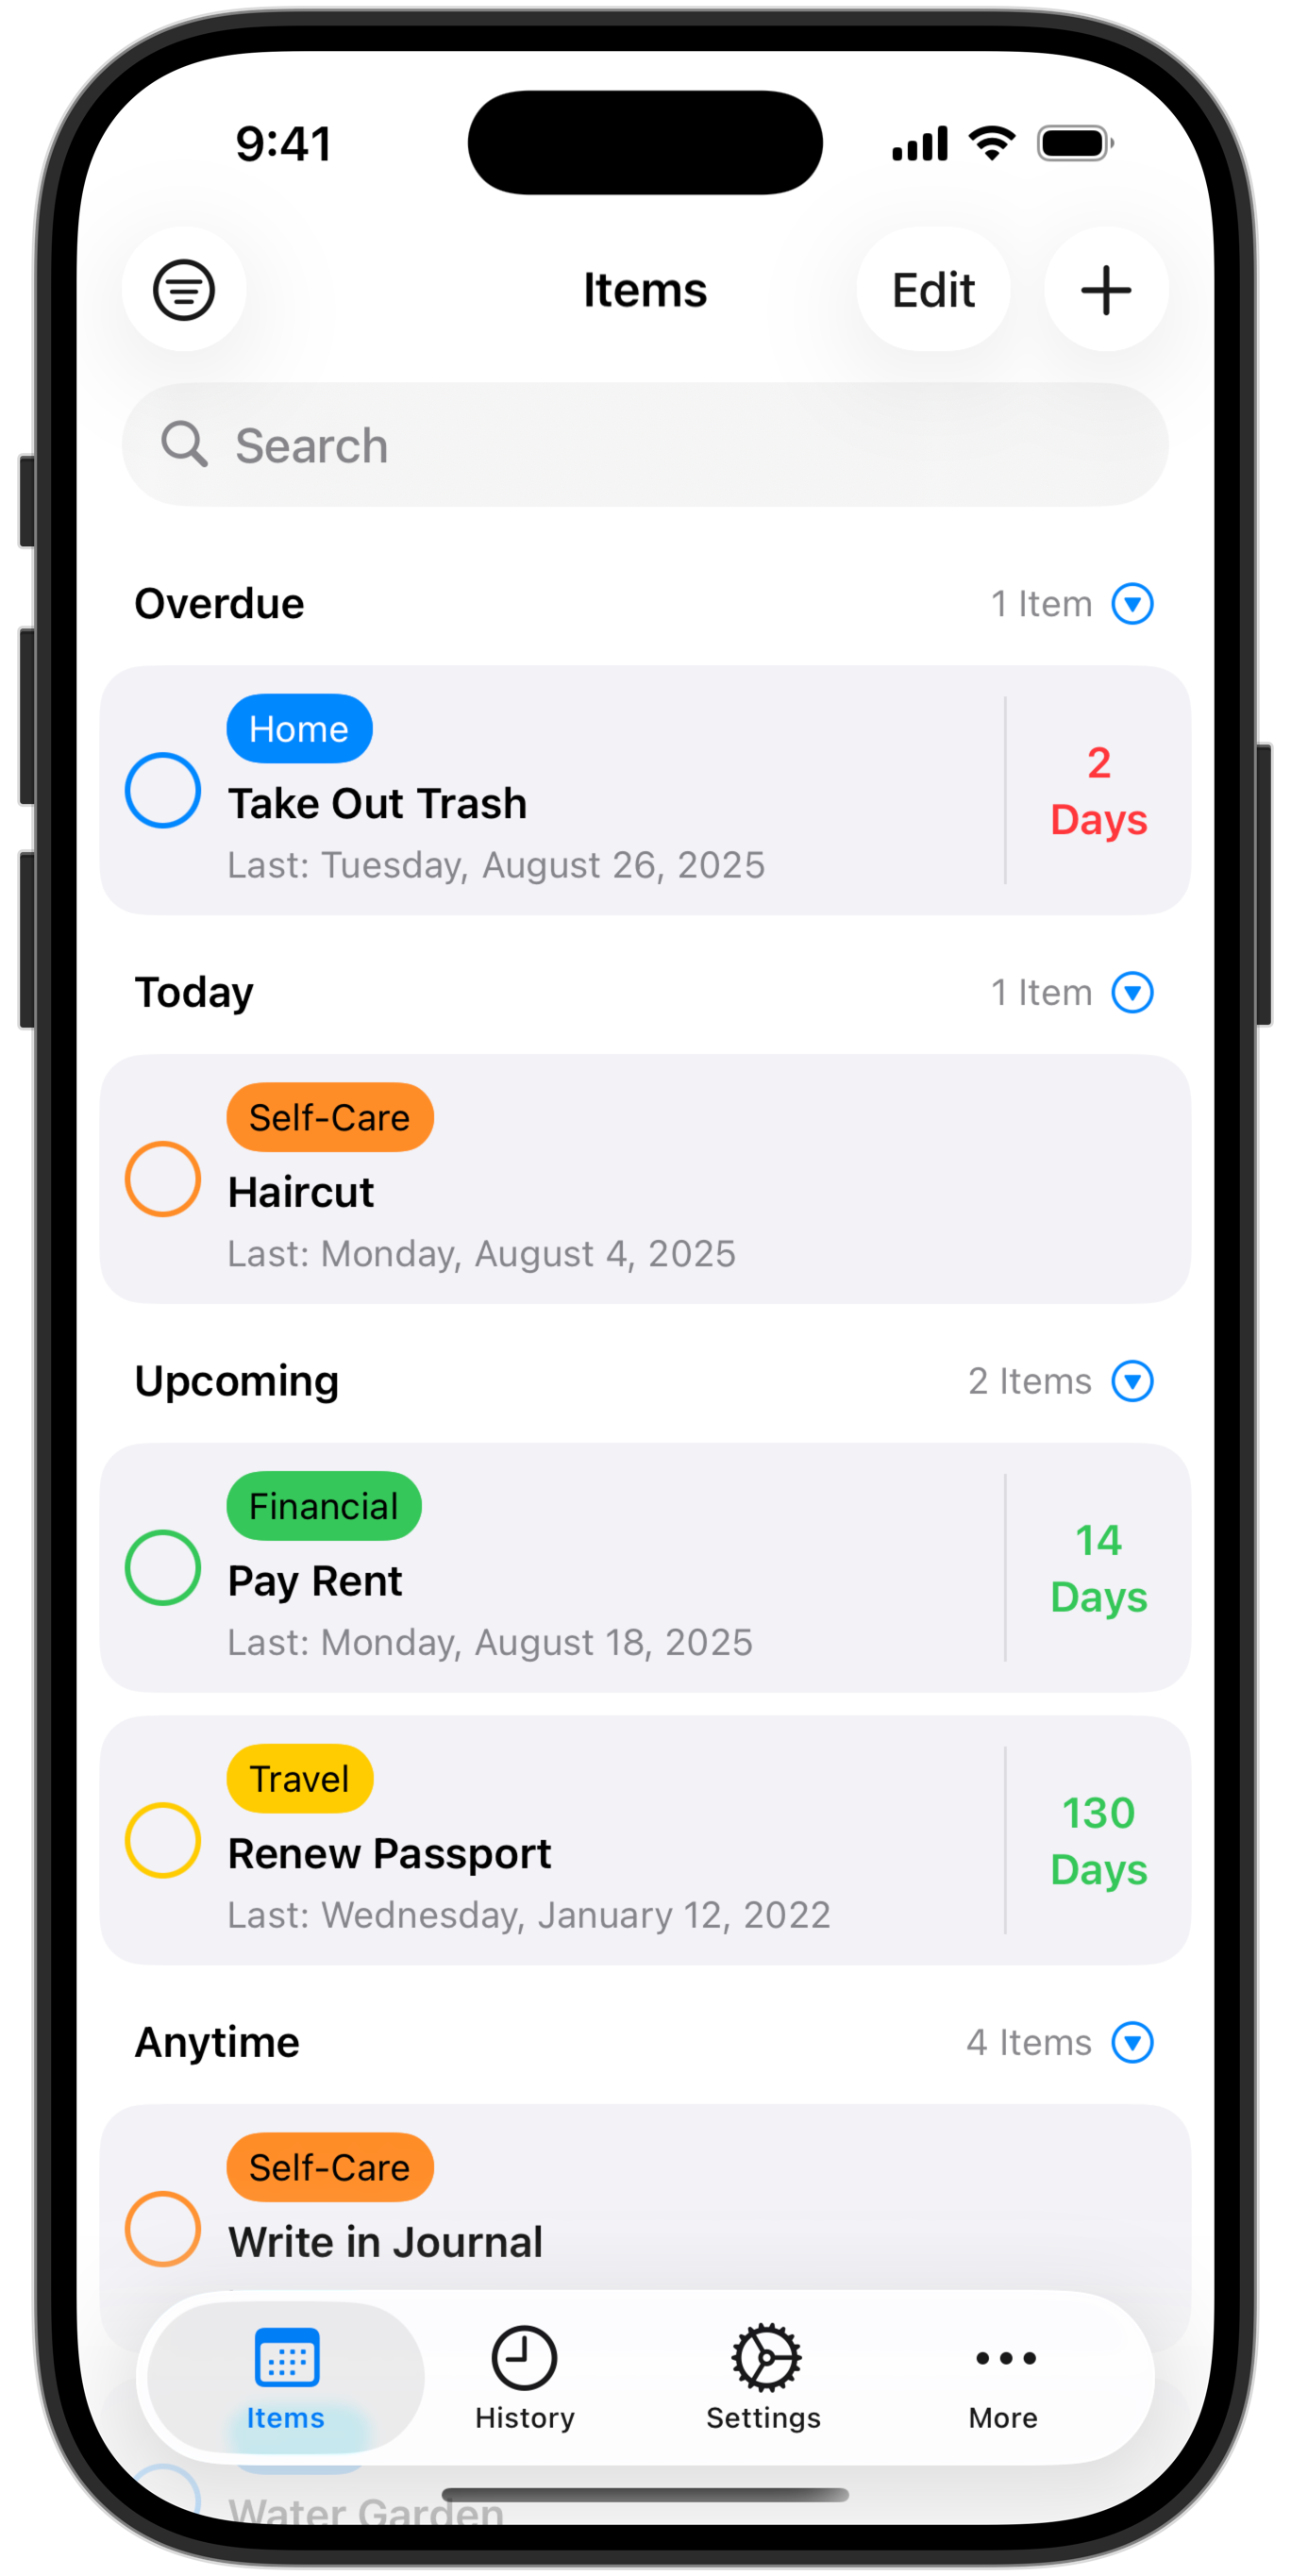 9:41
Items
Edit
Search
Overdue
1 Item
Home
Take Out Trash
Last: Tuesday, August 26, 2025
2
Days
Today
1 Item
Self-Care
Haircut
Last: Monday, August 4, 2025
Upcoming
2 Items
Financial
Pay Rent
Last: Monday, August 18, 2025
14
Days
Travel
Renew Passport
Last: Wednesday, January 12, 2022
130
Days
Anytime
4 Items
Self-Care
Write in Journal
Items
History
Settings
More
Water Garden